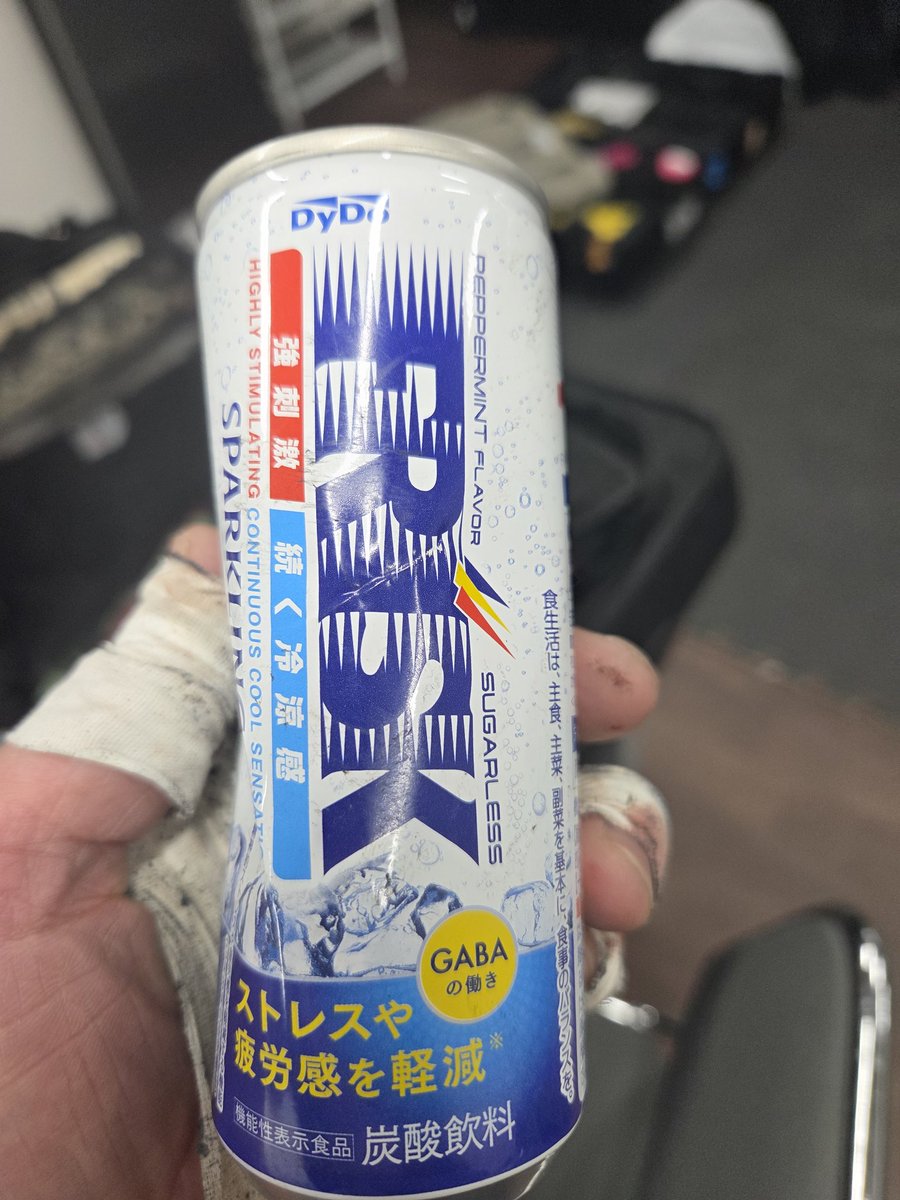 DyDo
PEPPERMINT FLAVOR
SUGARLESS
強刺激
続く冷涼感
HIGHLY STIMULATING CONTINUOUS COOL
SPARKLING
食生活は、主食、主菜、副菜を基本に、食事のバランスを。
GABA
の働き
ストレスや
疲労感を軽減※
機能性表示食品
炭酸飲料